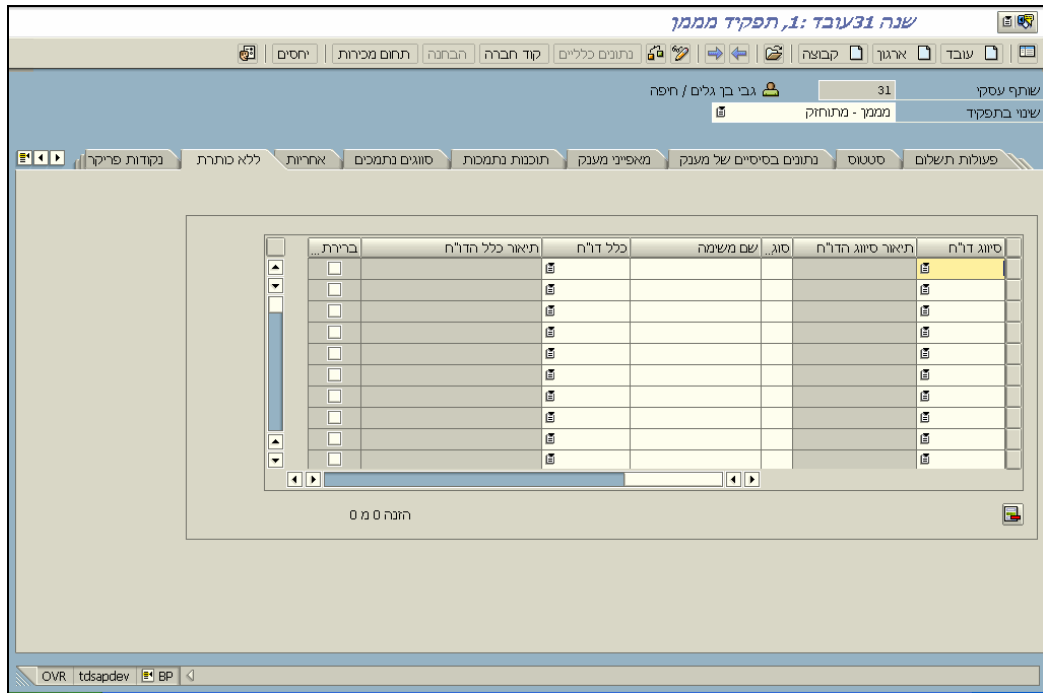 שנה 31עובד :1, תפקיד מממן
עובד ארגון קבוצה נתונים כלליים קוד חברה הבחנה תחום מכירות יחסים
שותף עסקי 31 גבי בן גלים / חיפה
שינוי בתפקיד מממן - מתוחזק
פעולות תשלום סטטוס נתונים בסיסיים של מענק מאפייני מענק תוכנות נתמכות סווגים נתמכים אחריות ללא כותרת נקודות פריקר
סיווג דו"ח תיאור סיווג הדו"ח סוג... שם משימה כלל דו"ח תיאור כלל הדו"ח ברירת...
הזנה 0 מ 0
OVR tdsapdev BP